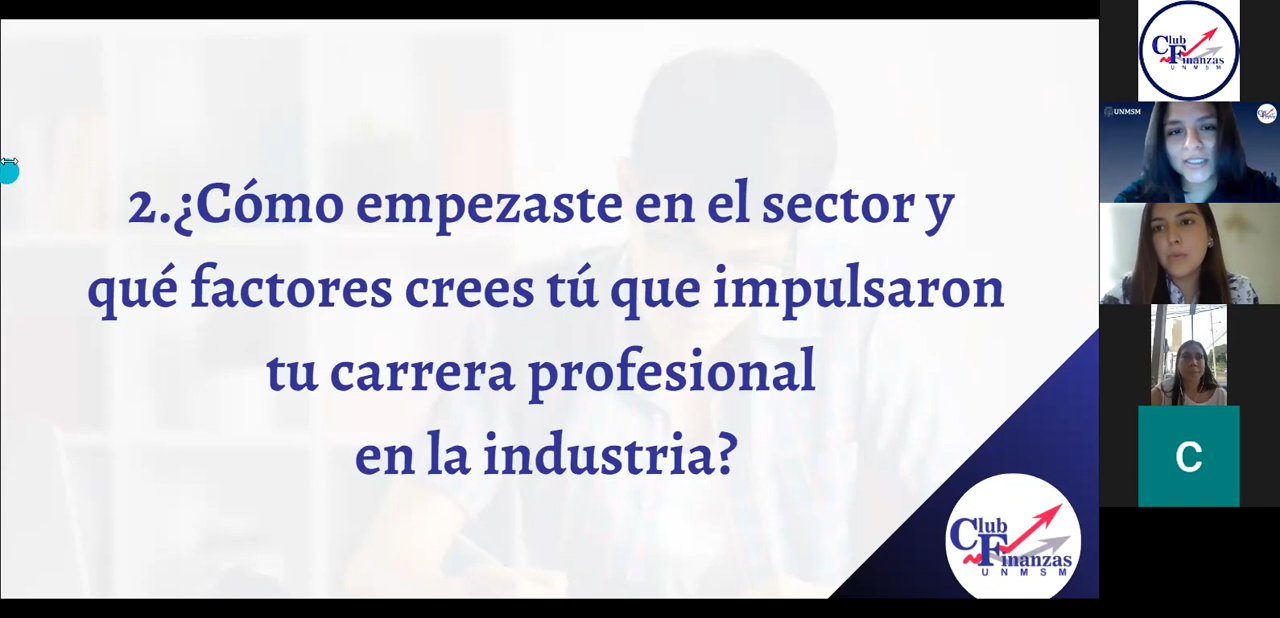 2.¿Cómo empezaste en el sector y
qué factores crees tú que impulsaron
tu carrera profesional
en la industria?
Club
Finanzas
UNMSM
Club
Finanzas
UNMSM
UNMSM
C